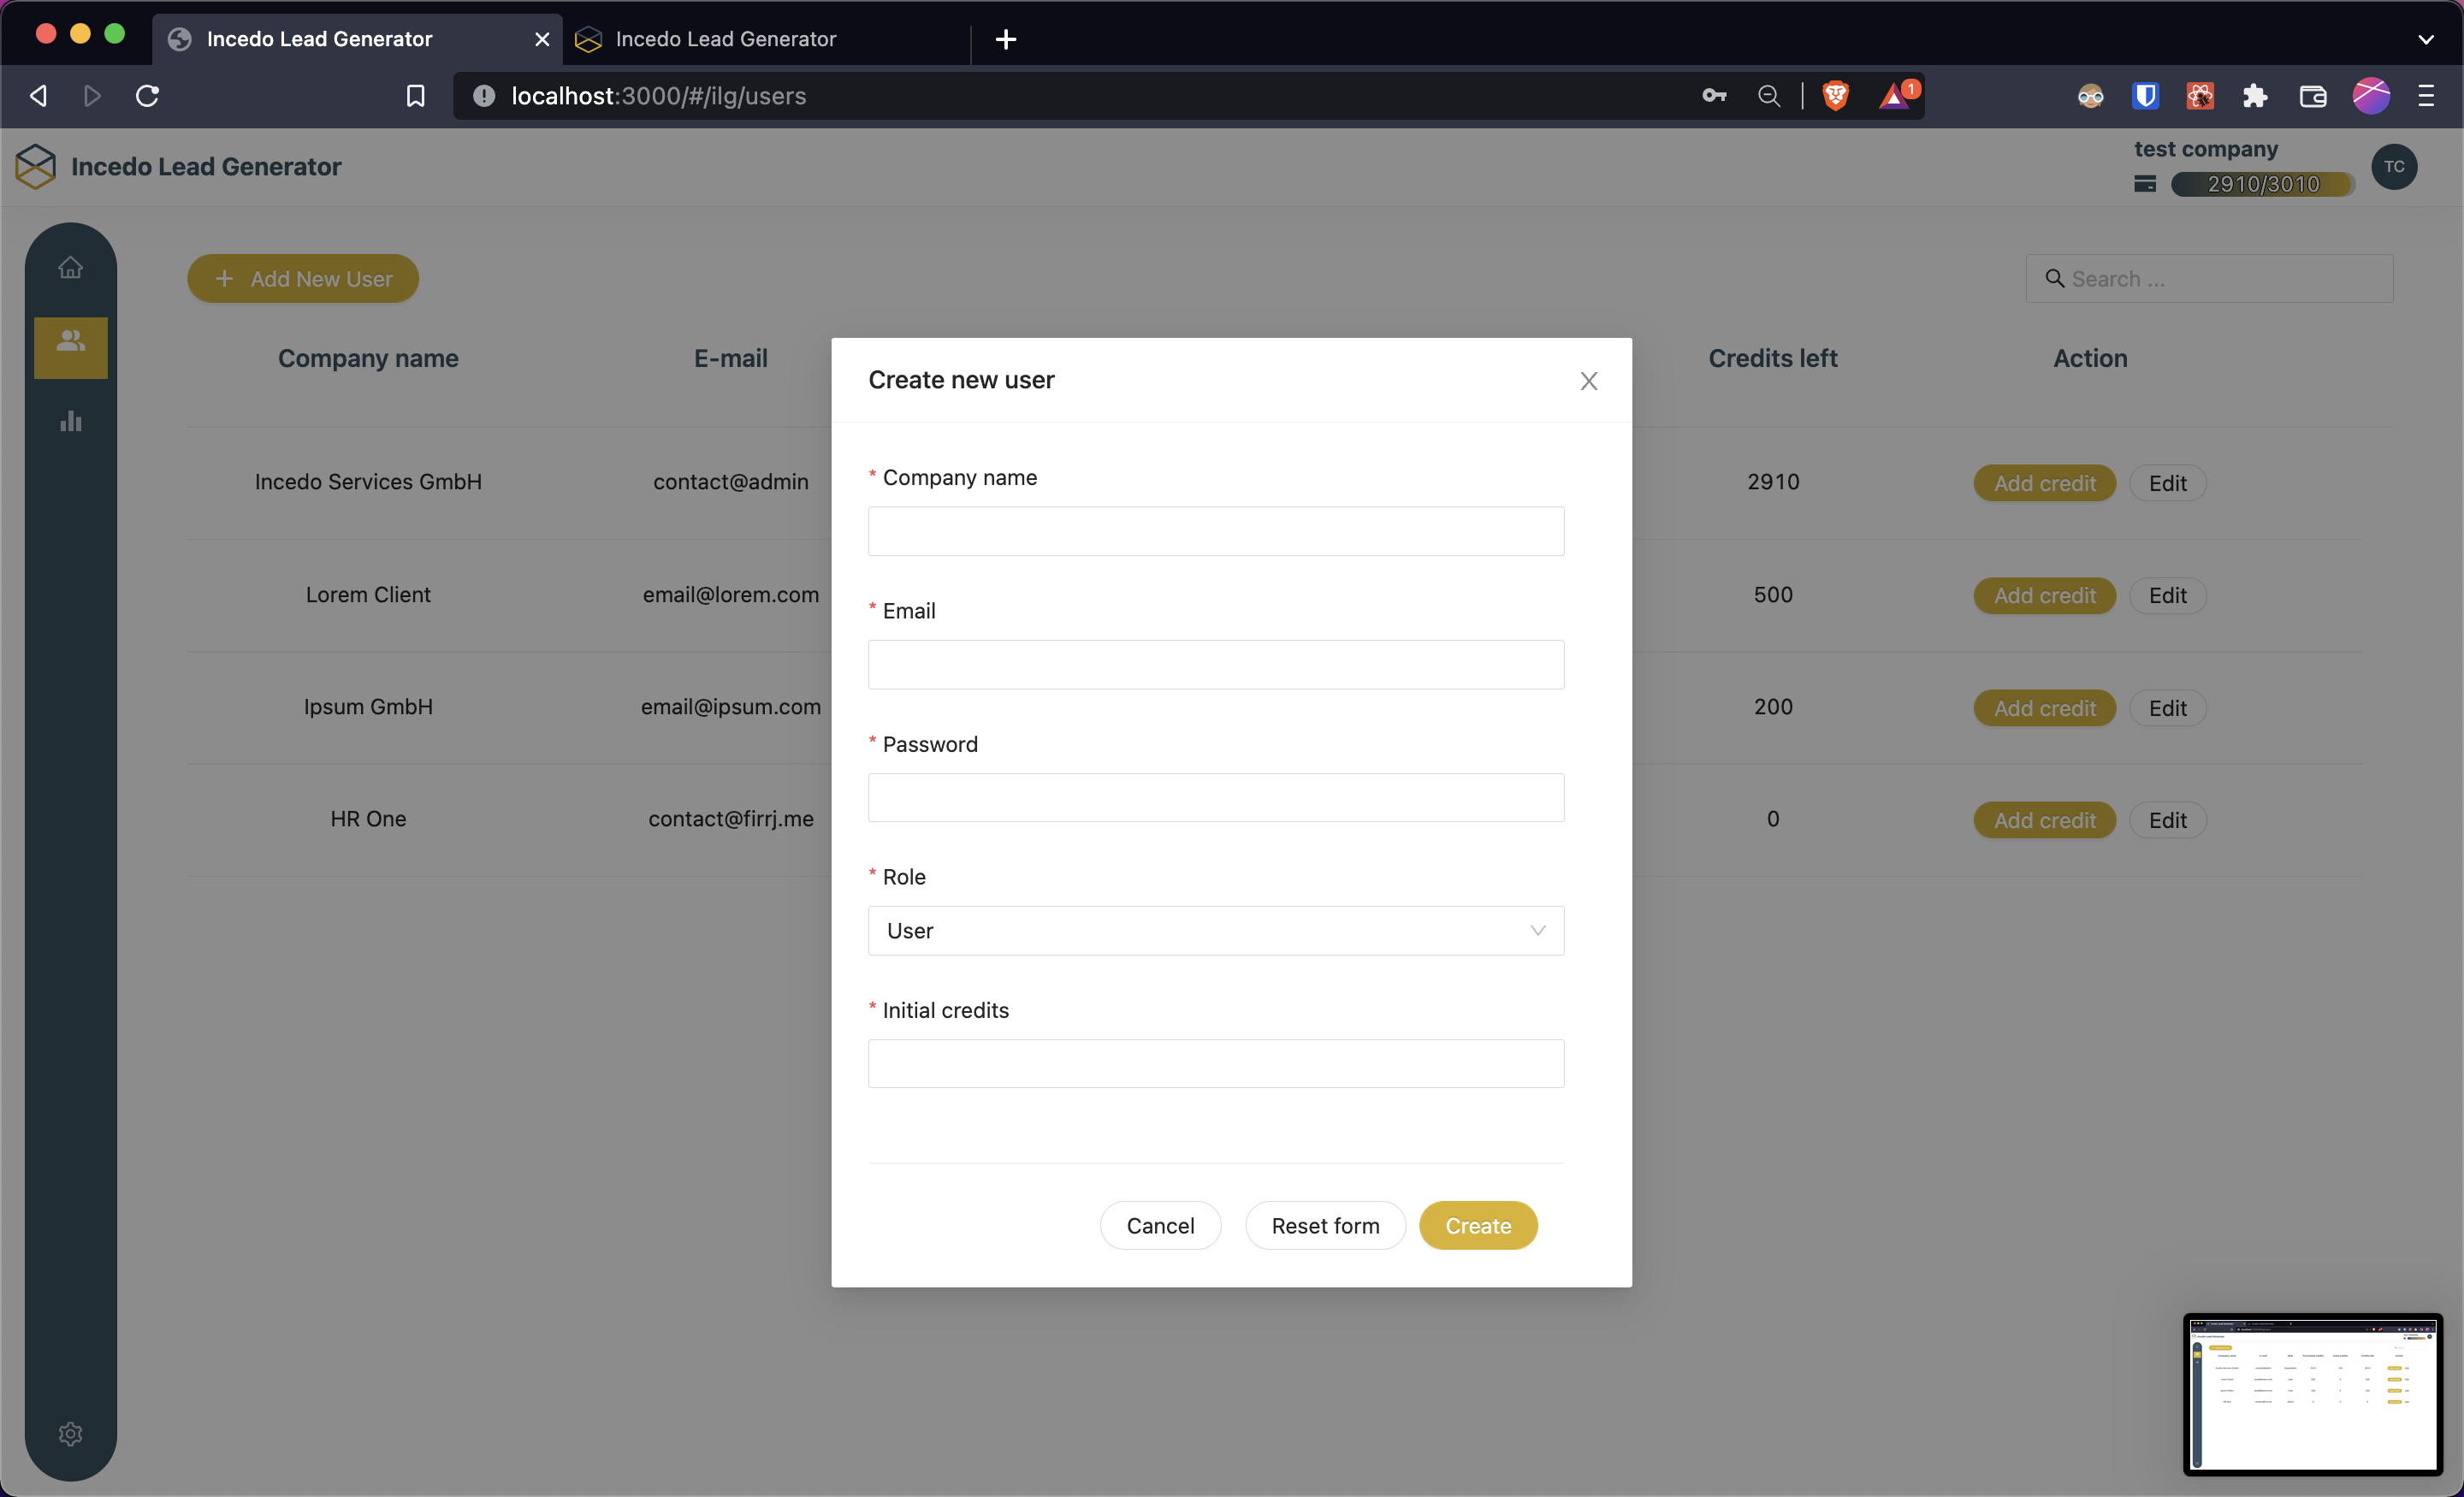 Incedo Lead Generator
Incedo Lead Generator
localhost:3000/#/ilg/users
1
Incedo Lead Generator
test company
2910/3010
TC
Add New User
Search ...
Company name E-mail Credits left Action
Incedo Services GmbH contact@admin 2910 Add credit Edit
Lorem Client email@lorem.com 500 Add credit Edit
Ipsum GmbH email@ipsum.com 200 Add credit Edit
HR One contact@firrj.me 0 Add credit Edit
Create new user
* Company name
* Email
* Password
* Role
User
* Initial credits
Cancel Reset form Create